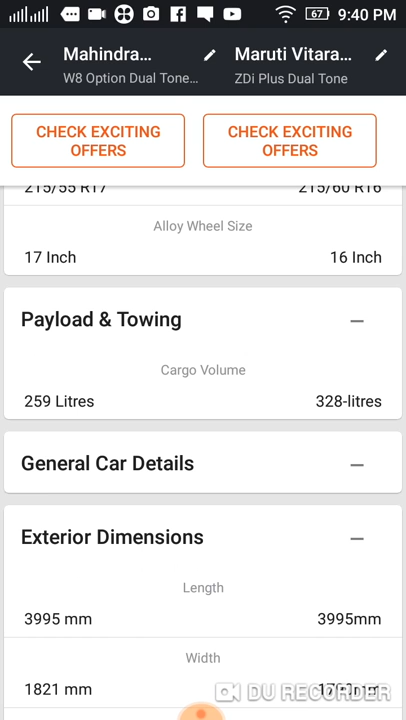 9:40 PM
67
Mahindra...
Maruti Vitara...
W8 Option Dual Tone...
ZDi Plus Dual Tone
CHECK EXCITING
OFFERS
CHECK EXCITING
OFFERS
215/55 R17
215/60 R16
Alloy Wheel Size
17 Inch
16 Inch
Payload & Towing
Cargo Volume
259 Litres
328-litres
General Car Details
Exterior Dimensions
Length
3995 mm
3995mm
Width
1821 mm
DU RECORDER